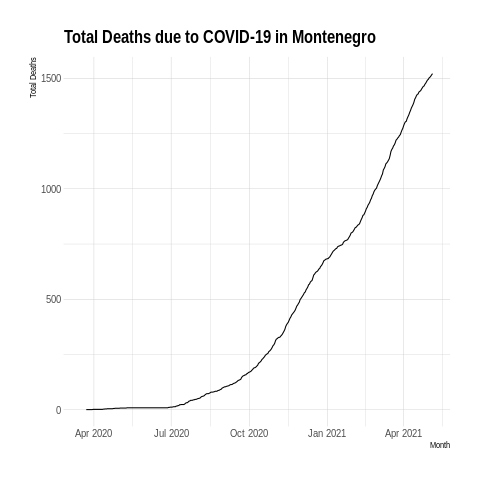 Total Deaths due to COVID-19 in Montenegro
Total Deaths
1500
1000
500
0
Apr 2020 Jul 2020 Oct 2020 Jan 2021 Apr 2021
Month